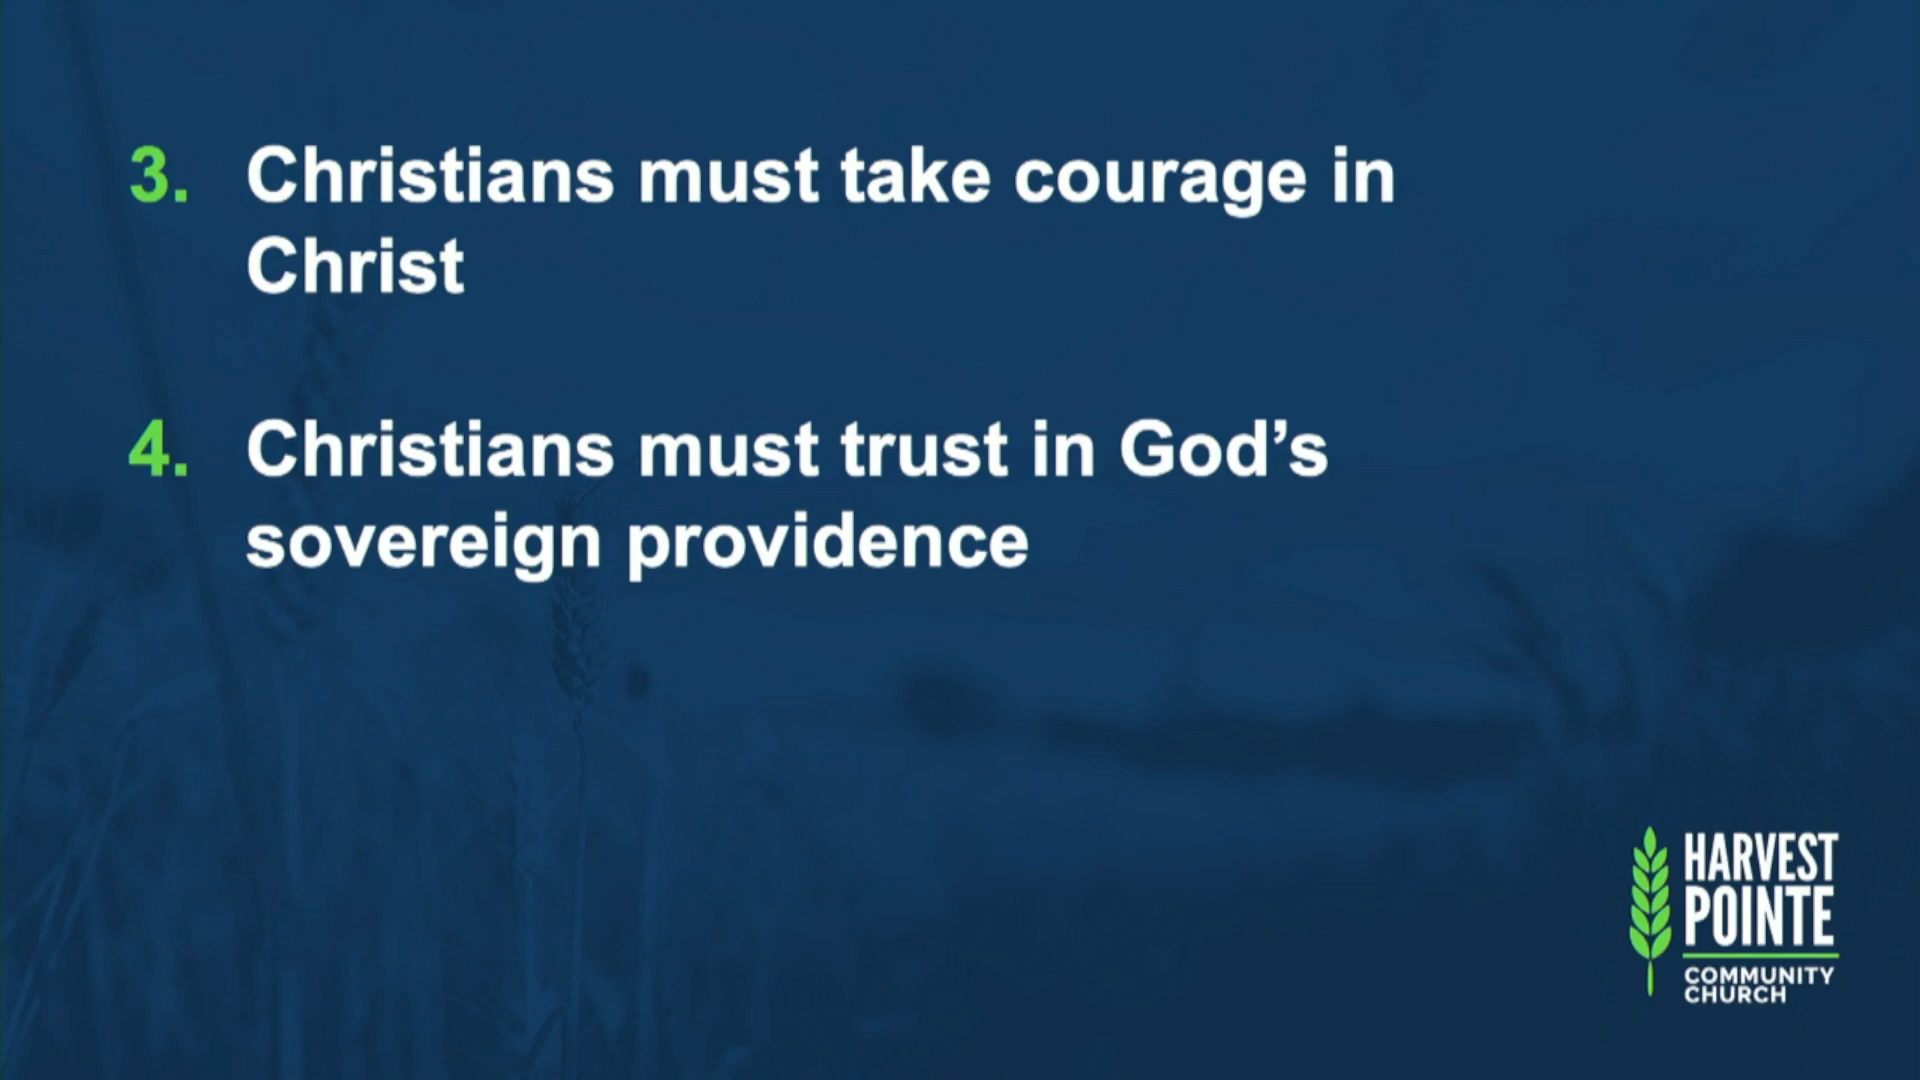 3. Christians must take courage in
Christ
4. Christians must trust in God’s
sovereign providence
HARVEST
POINTE
COMMUNITY
CHURCH